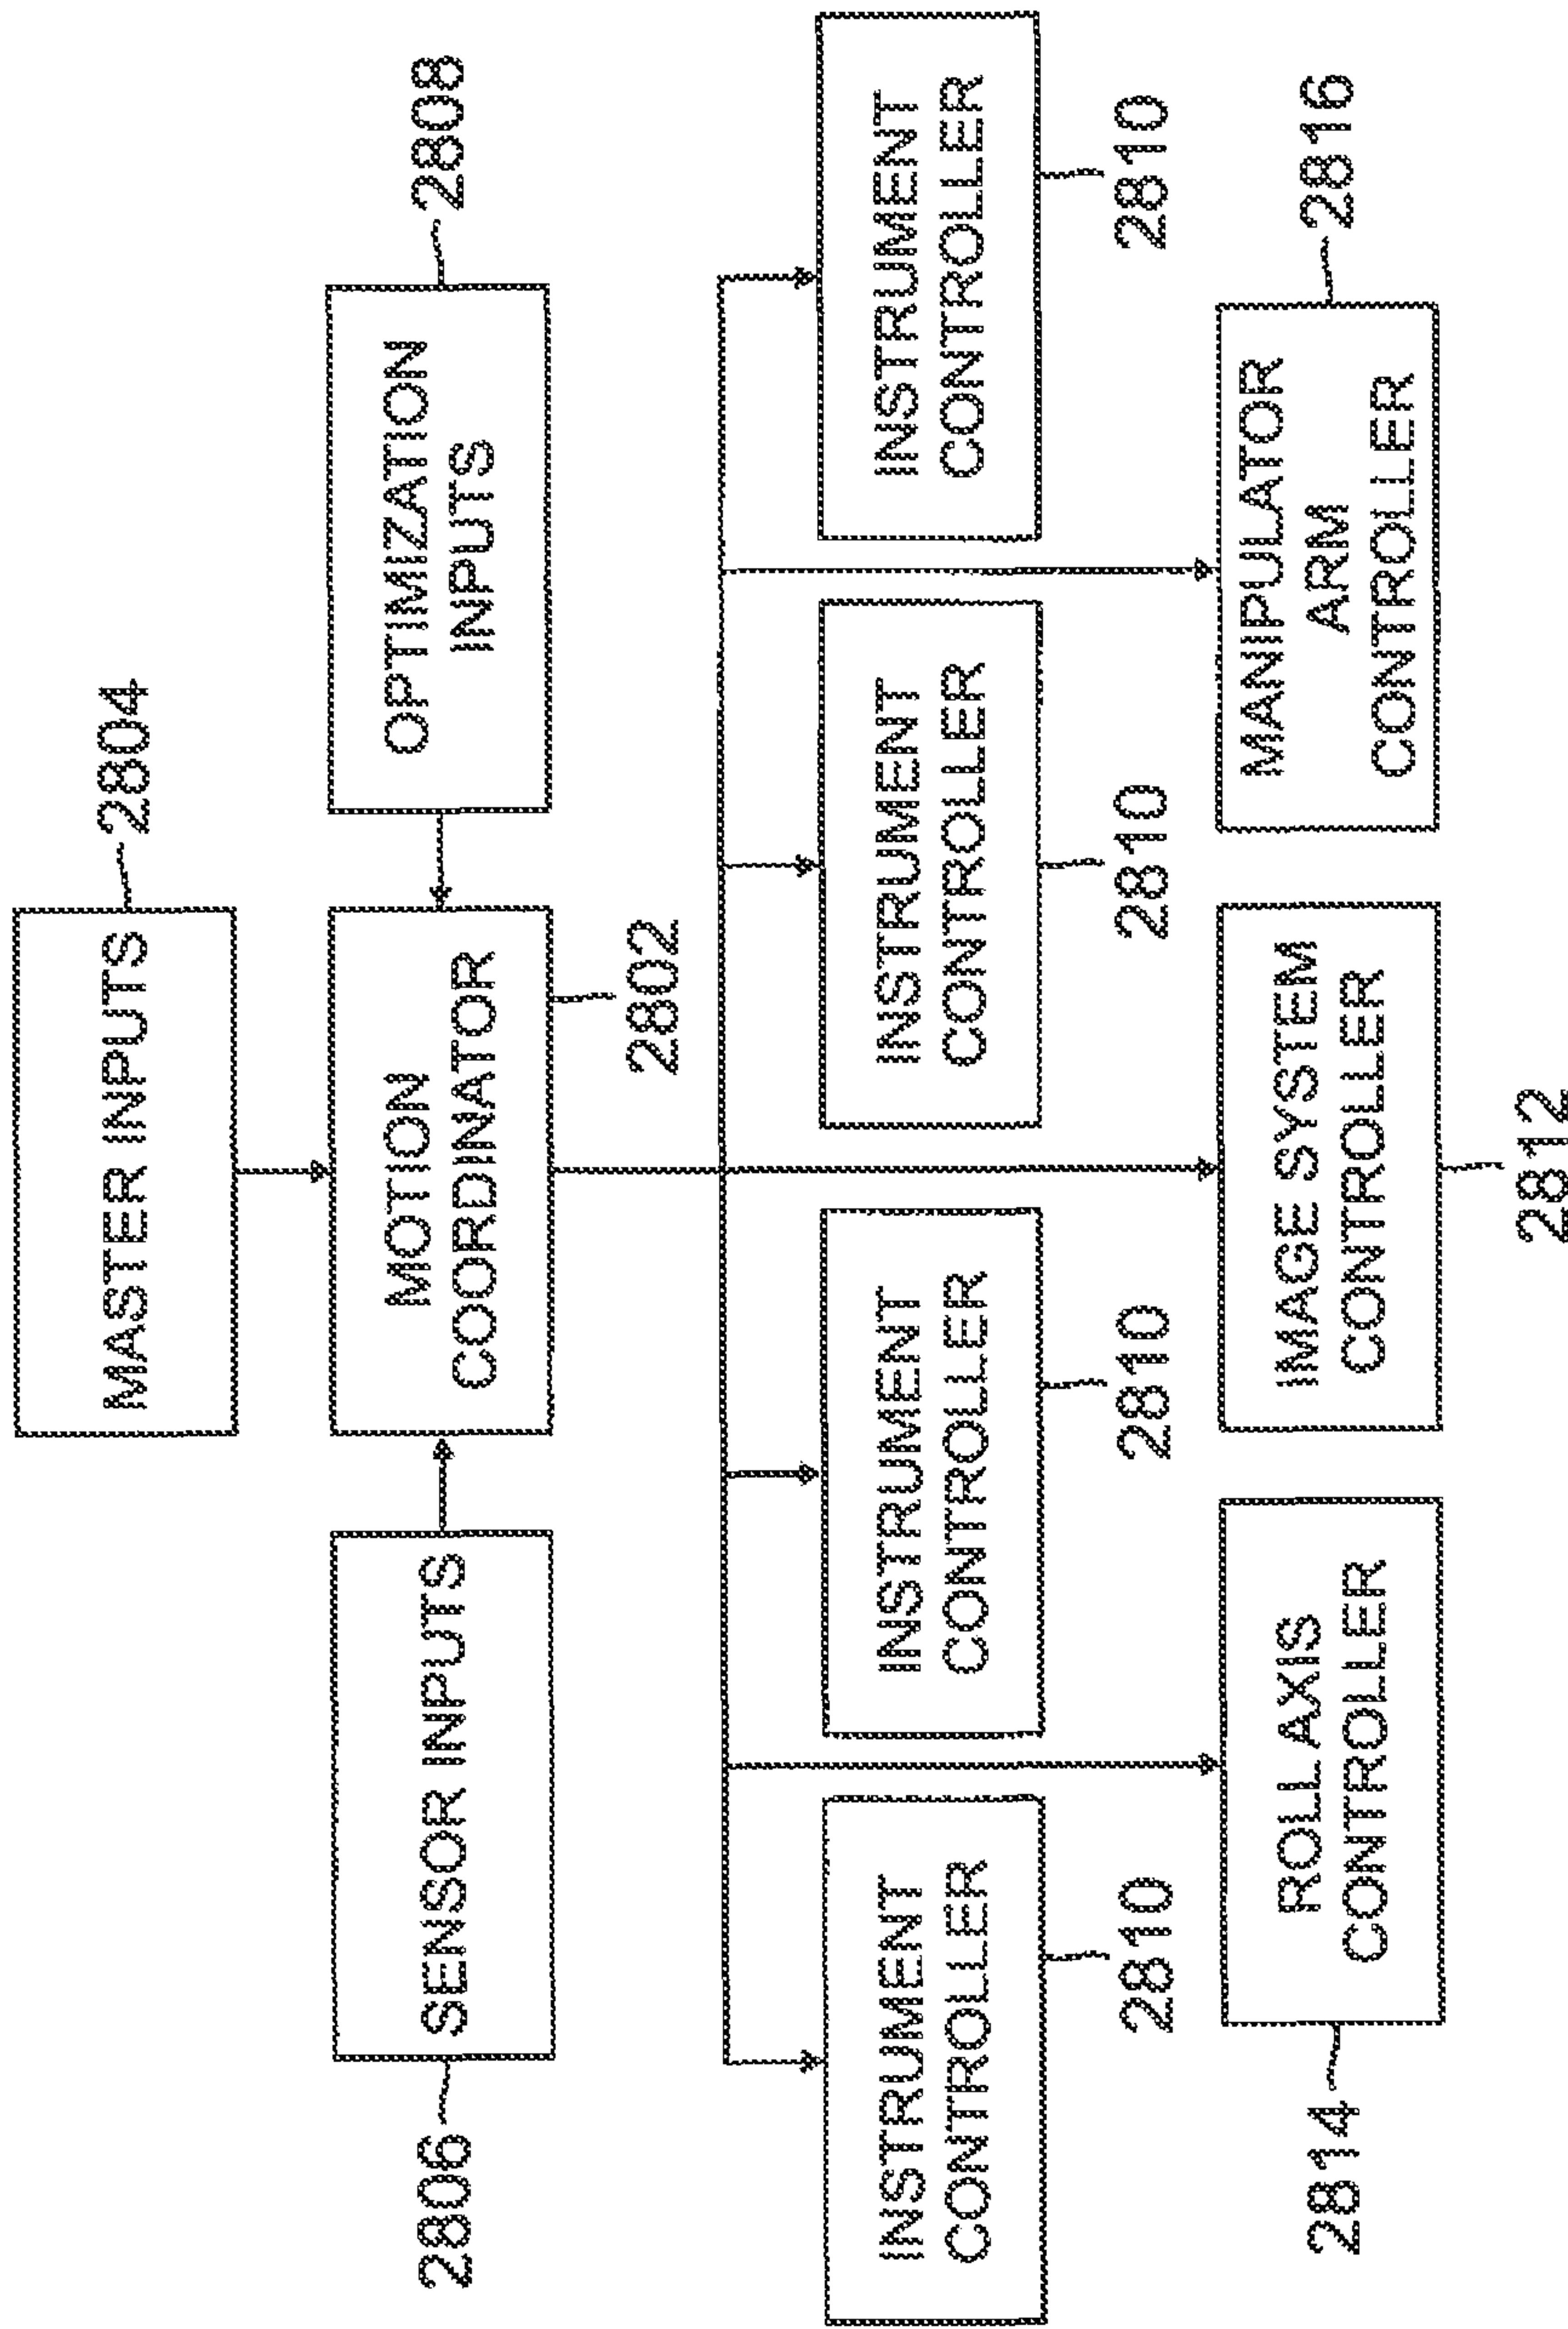 MASTER INPUTS
2804
2806
SENSOR INPUTS
MOTION
COORDINATOR
2802
OPTIMIZATION
INPUTS
2808
INSTRUMENT
CONTROLLER
2810
INSTRUMENT
CONTROLLER
2810
INSTRUMENT
CONTROLLER
2810
INSTRUMENT
CONTROLLER
2810
2814
ROLL AXIS
CONTROLLER
IMAGE SYSTEM
CONTROLLER
2812
MANIPULATOR
ARM
CONTROLLER
2816